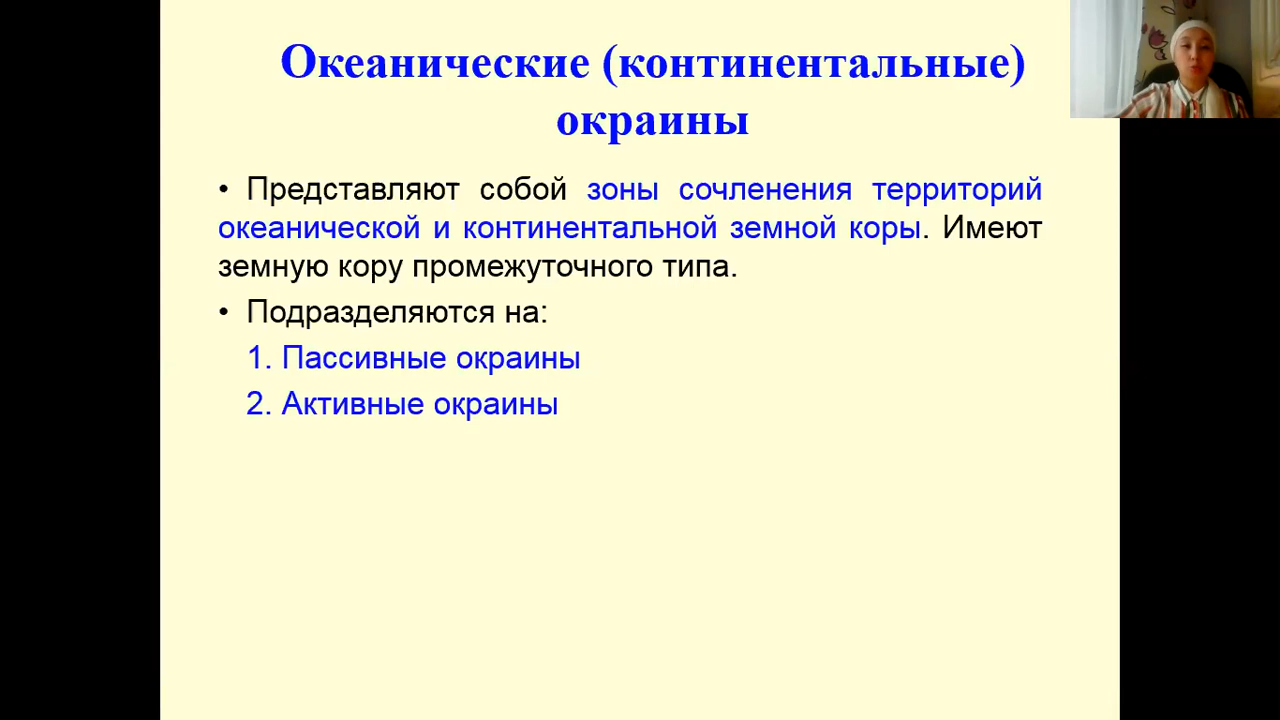 Океанические (континентальные)
окраины
• Представляют собой зоны сочленения территорий
океанической и континентальной земной коры. Имеют
земную кору промежуточного типа.
• Подразделяются на:
1. Пассивные окраины
2. Активные окраины